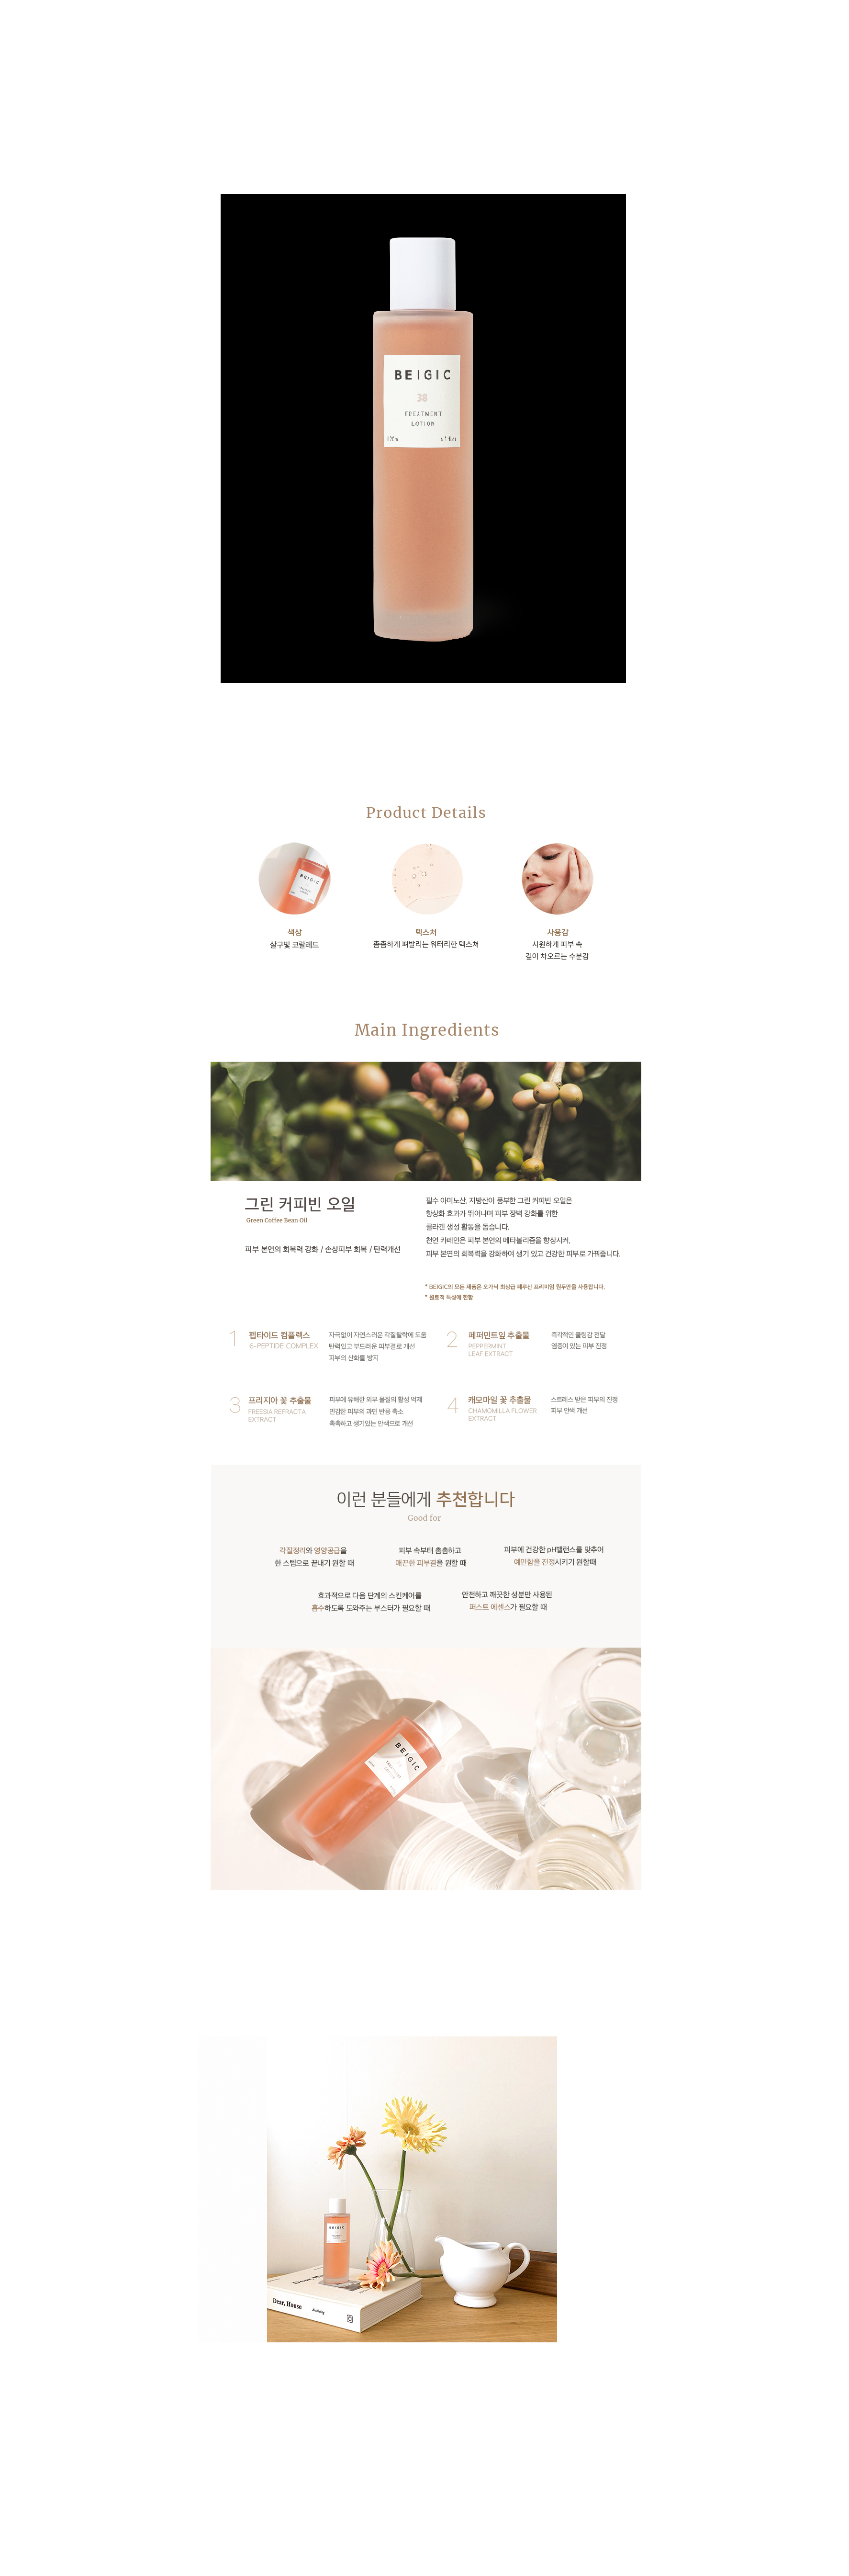 BEIGIC
38
TREATMENT
LOTION
Product Details
BEIGIC
색상
살구빛 코랄레드
텍스처
촘촘하게 펴발리는 워터리한 텍스쳐
사용감
시원하게 피부 속
깊이 차오르는 수분감
Main Ingredients
그린 커피빈 오일
Green Coffee Bean Oil
피부 본연의 회복력 강화 / 손상피부 회복 / 탄력개선
필수 아미노산, 지방산이 풍부한 그린 커피빈 오일은
항상화 효과가 뛰어나며 피부 장벽 강화를 위한
콜라겐 생성 활동을 돕습니다.
천연 카페인은 피부 본연의 메타볼리즘을 향상시켜,
피부 본연의 회복력을 강화하여 생기 있고 건강한 피부로 가꿔줍니다.
* BEIGIC의 모든 제품은 오가닉 최상급 페루산 프리미엄 원두만을 사용합니다.
* 원료적 특성에 한함
1 펩타이드 컴플렉스
6-PEPTIDE COMPLEX
자극없이 자연스러운 각질탈락에 도움
탄력있고 부드러운 피부결로 개선
피부의 산화를 방지
2 페퍼민트잎 추출물
PEPPERMINT
LEAF EXTRACT
즉각적인 쿨링감 전달
염증이 있는 피부 진정
3 프리지아 꽃 추출물
FREESIA REFRACTA
EXTRACT
피부에 유해한 외부 물질의 활성 억제
민감한 피부의 과민 반응 축소
촉촉하고 생기있는 안색으로 개선
4 캐모마일 꽃 추출물
CHAMOMILLA FLOWER
EXTRACT
스트레스 받은 피부의 진정
피부 안색 개선
이런 분들에게 추천합니다
Good for
각질정리와 영양공급을
한 스텝으로 끝내기 원할 때
피부 속부터 촘촘하고
매끈한 피부결을 원할 때
피부에 건강한 pH밸런스를 맞추어
예민함을 진정시키기 원할때
효과적으로 다음 단계의 스킨케어를
흡수하도록 도와주는 부스터가 필요할 때
안전하고 깨끗한 성분만 사용된
퍼스트 에센스가 필요할 때
BEIGIC
BEIGIC
Dear, House